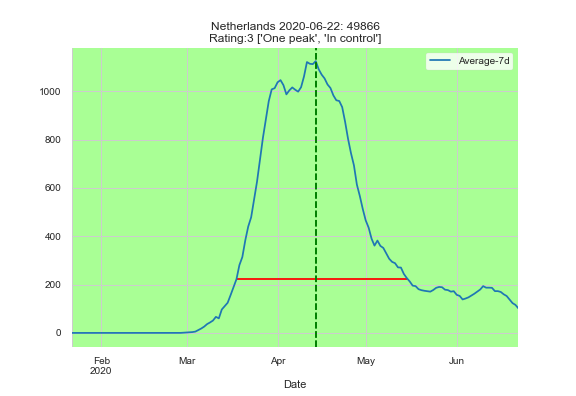 Netherlands 2020-06-22: 49866
Rating:3 ['One peak', 'In control']
Average-7d
1000
800
600
400
200
0
Feb Mar Apr May Jun
2020
Date